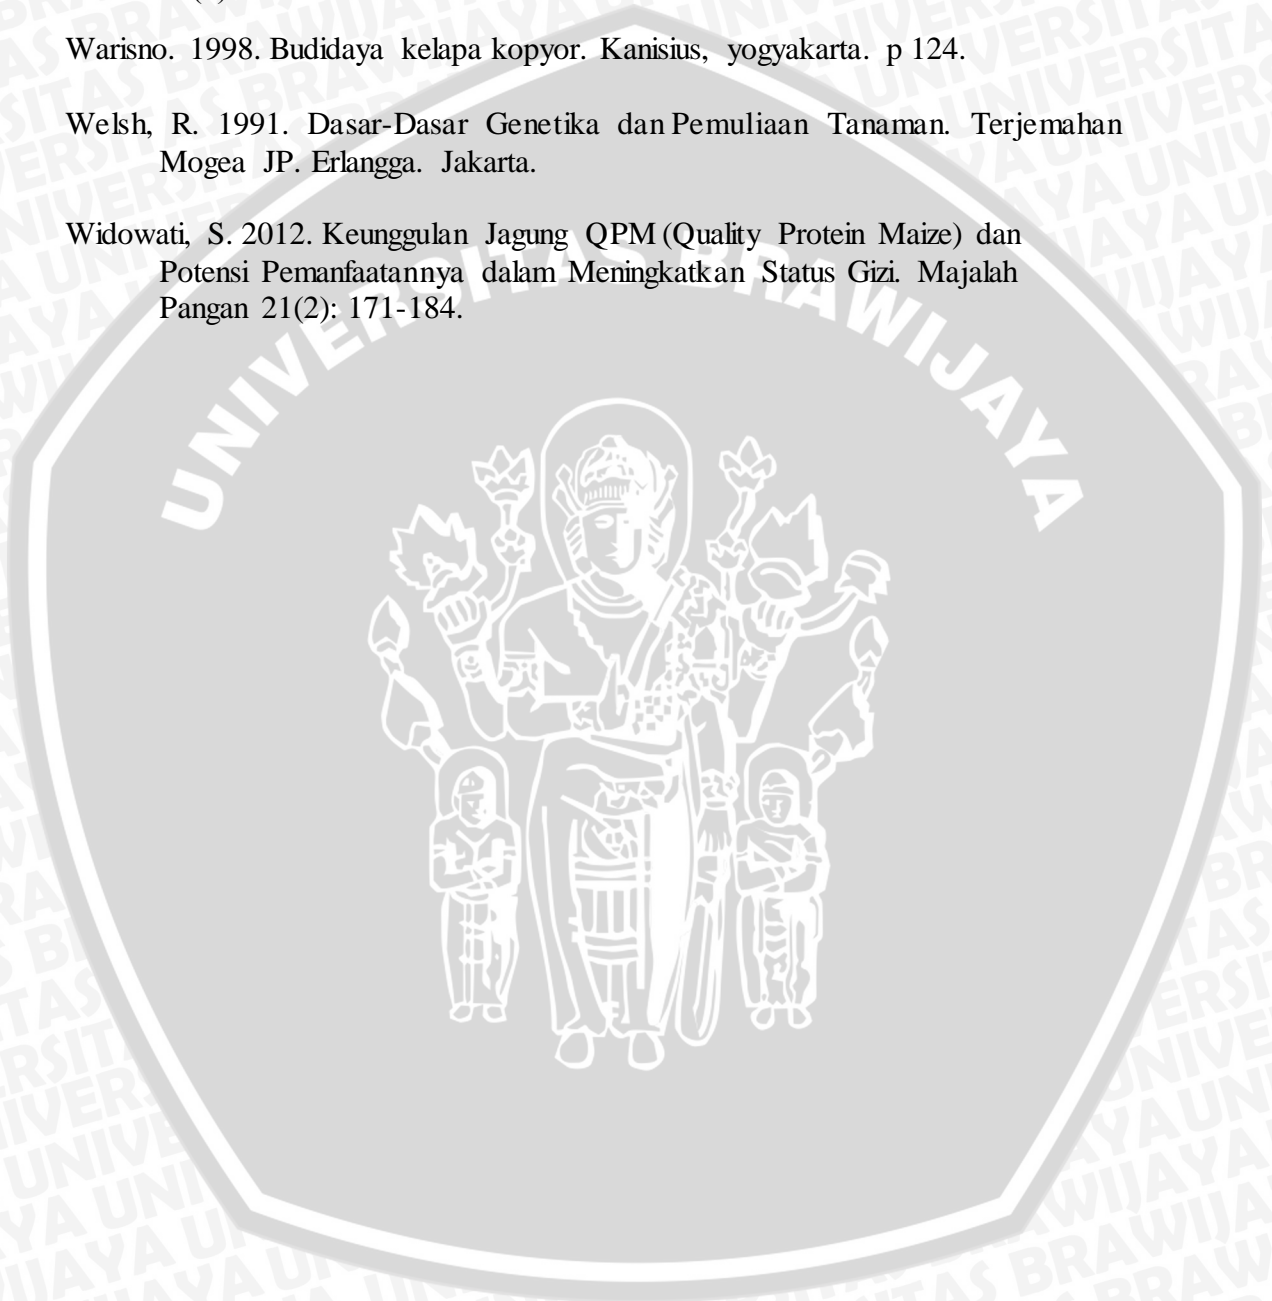 Warisno. 1998. Budidaya kelapa kopyor. Kanisius, yogyakarta. p 124.
Welsh, R. 1991. Dasar-Dasar Genetika dan Pemuliaan Tanaman. Terjemahan
Mogea JP. Erlangga. Jakarta.
Widowati, S. 2012. Keunggulan Jagung QPM (Quality Protein Maize) dan
Potensi Pemanfaatannya dalam Meningkatkan Status Gizi. Majalah
Pangan 21(2): 171-184.
UNIVERSITAS BRAWIJAYA